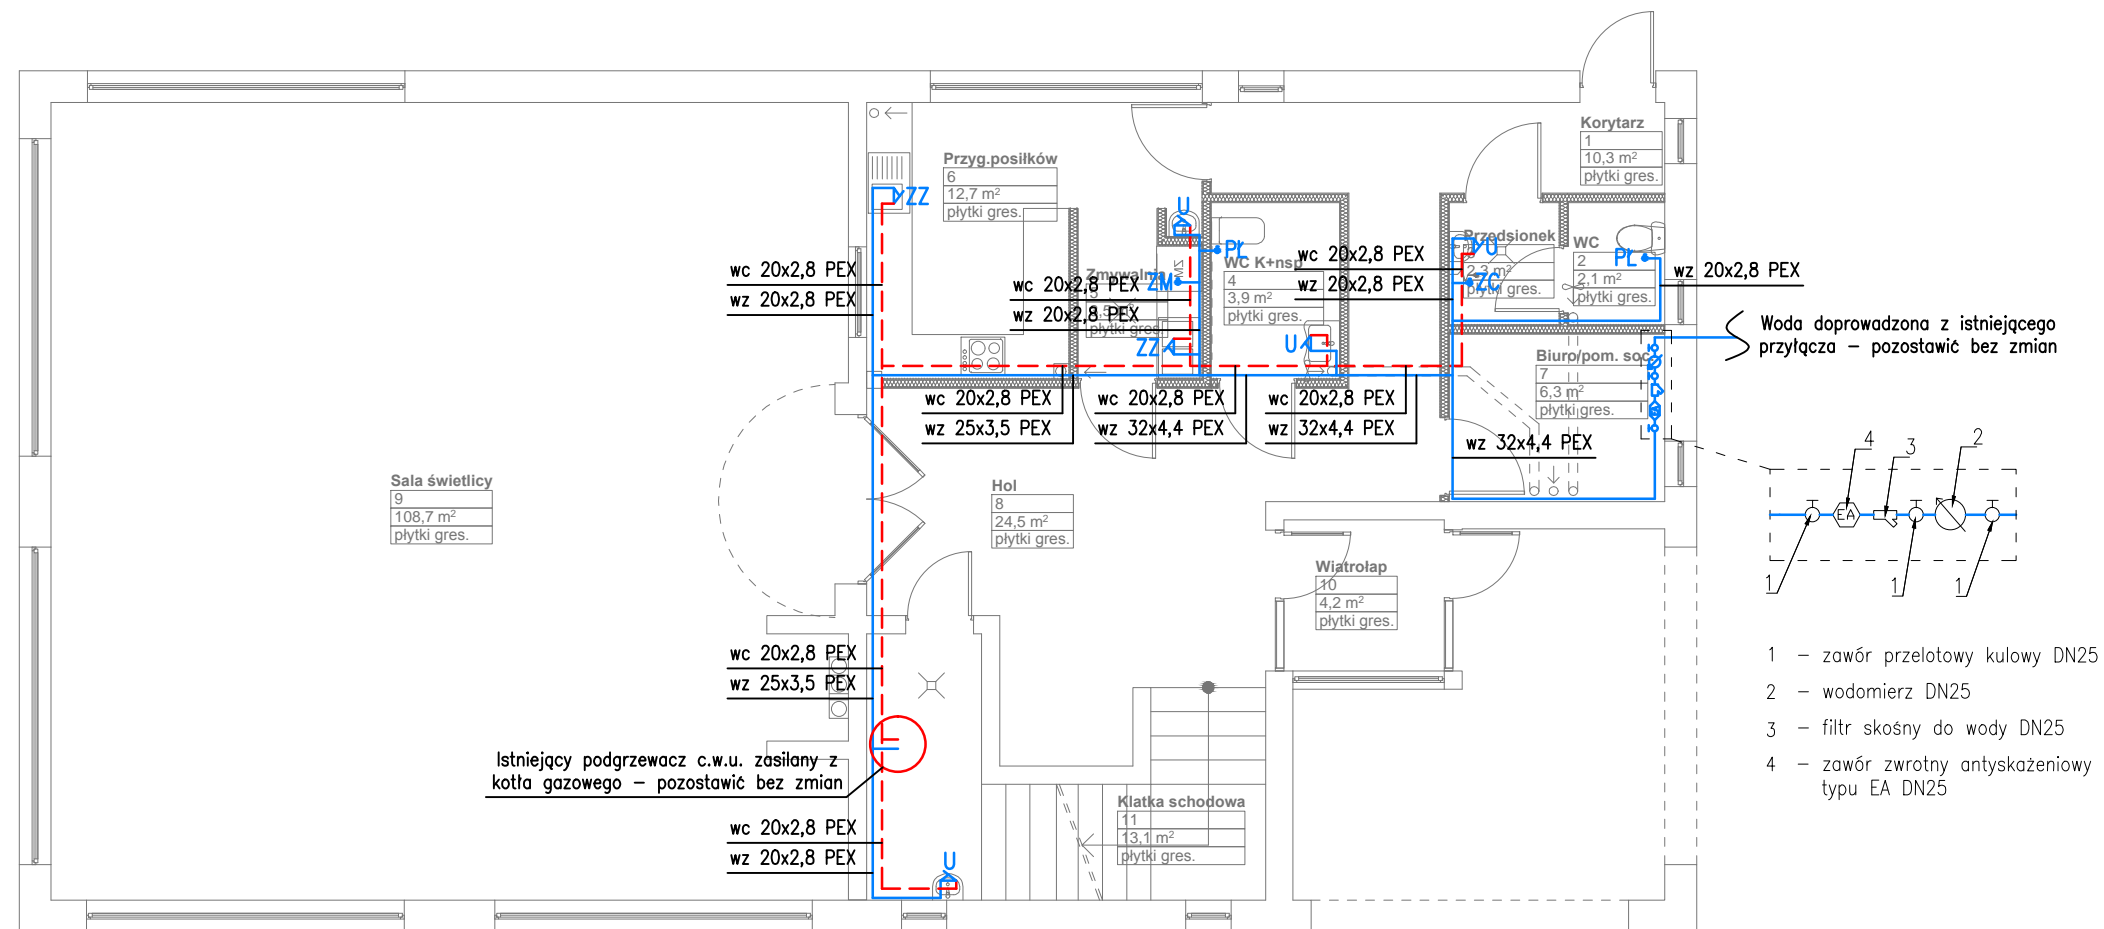 Korytarz
1
10,3 m²
płytki gres.
Przyg.posiłków
6
12,7 m²
płytki gres.
ZZ
U
PŁ
wc 20x2,8 PEX
wz 20x2,8 PEX
Zmywalnia
ZM
ZM
płytki gres.
wc 20x2,8 PEX
wz 20x2,8 PEX
ZZ
WC K+nsp
4
3,9 m²
płytki gres.
U
wc 20x2,8 PEX
wz 20x2,8 PEX
Przedsionek
2,3 m²
płytki gres.
U
ZC
WC
2
2,1 m²
płytki gres.
PŁ
wz 20x2,8 PEX
Woda doprowadzona z istniejącego
przyłącza – pozostawić bez zmian
Biuro/pom. soc
7
6,3 m²
płytki gres.
wc 20x2,8 PEX
wz 25x3,5 PEX
wc 20x2,8 PEX
wz 32x4,4 PEX
wc 20x2,8 PEX
wz 32x4,4 PEX
wz 32x4,4 PEX
Sala świetlicy
9
108,7 m²
płytki gres.
Hol
8
24,5 m²
płytki gres.
Wiatrołap
10
4,2 m²
płytki gres.
4
3
2
EA
1
1
1
wc 20x2,8 PEX
wz 25x3,5 PEX
Istniejący podgrzewacz c.w.u. zasilany z
kotła gazowego – pozostawić bez zmian
wc 20x2,8 PEX
wz 20x2,8 PEX
U
Klatka schodowa
11
13,1 m²
płytki gres.
1 – zawór przelotowy kulowy DN25
2 – wodomierz DN25
3 – filtr skośny do wody DN25
4 – zawór zwrotny antyskażeniowy
typu EA DN25